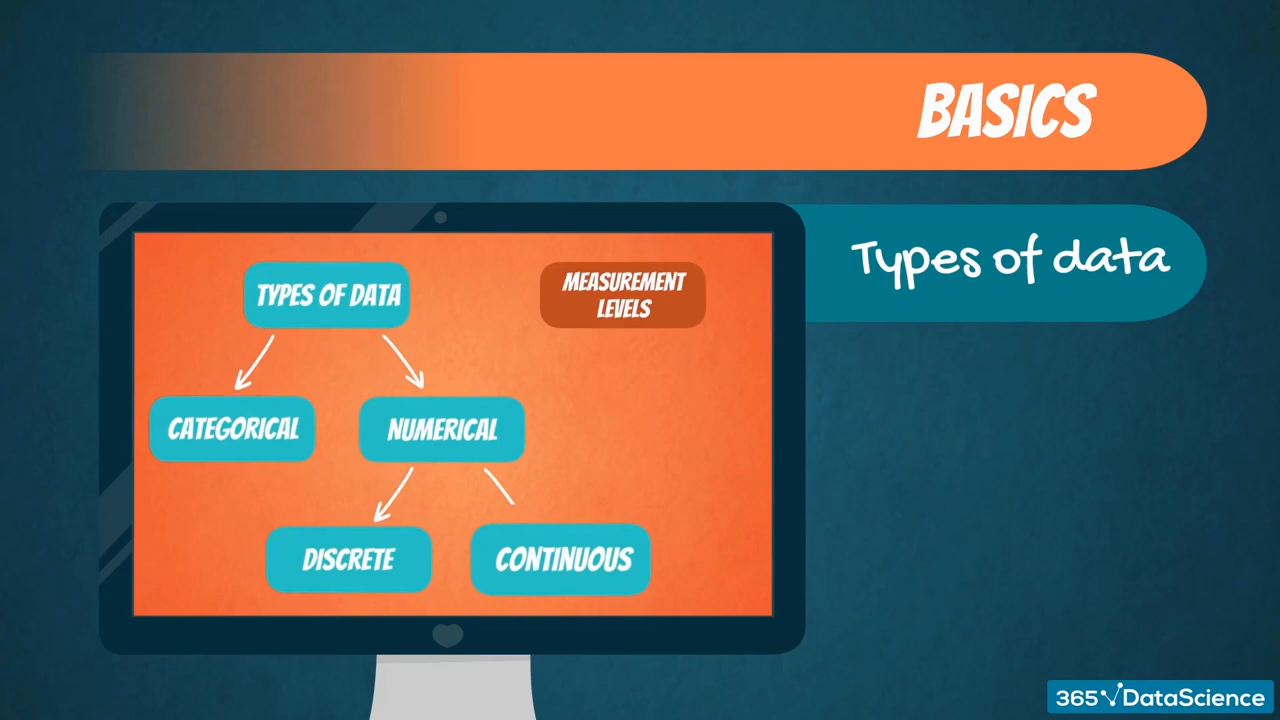 BASICS
Types of data
TYPES OF DATA
MEASUREMENT
LEVELS
CATEGORICAL
NUMERICAL
DISCRETE
CONTINUOUS
365 DataScience